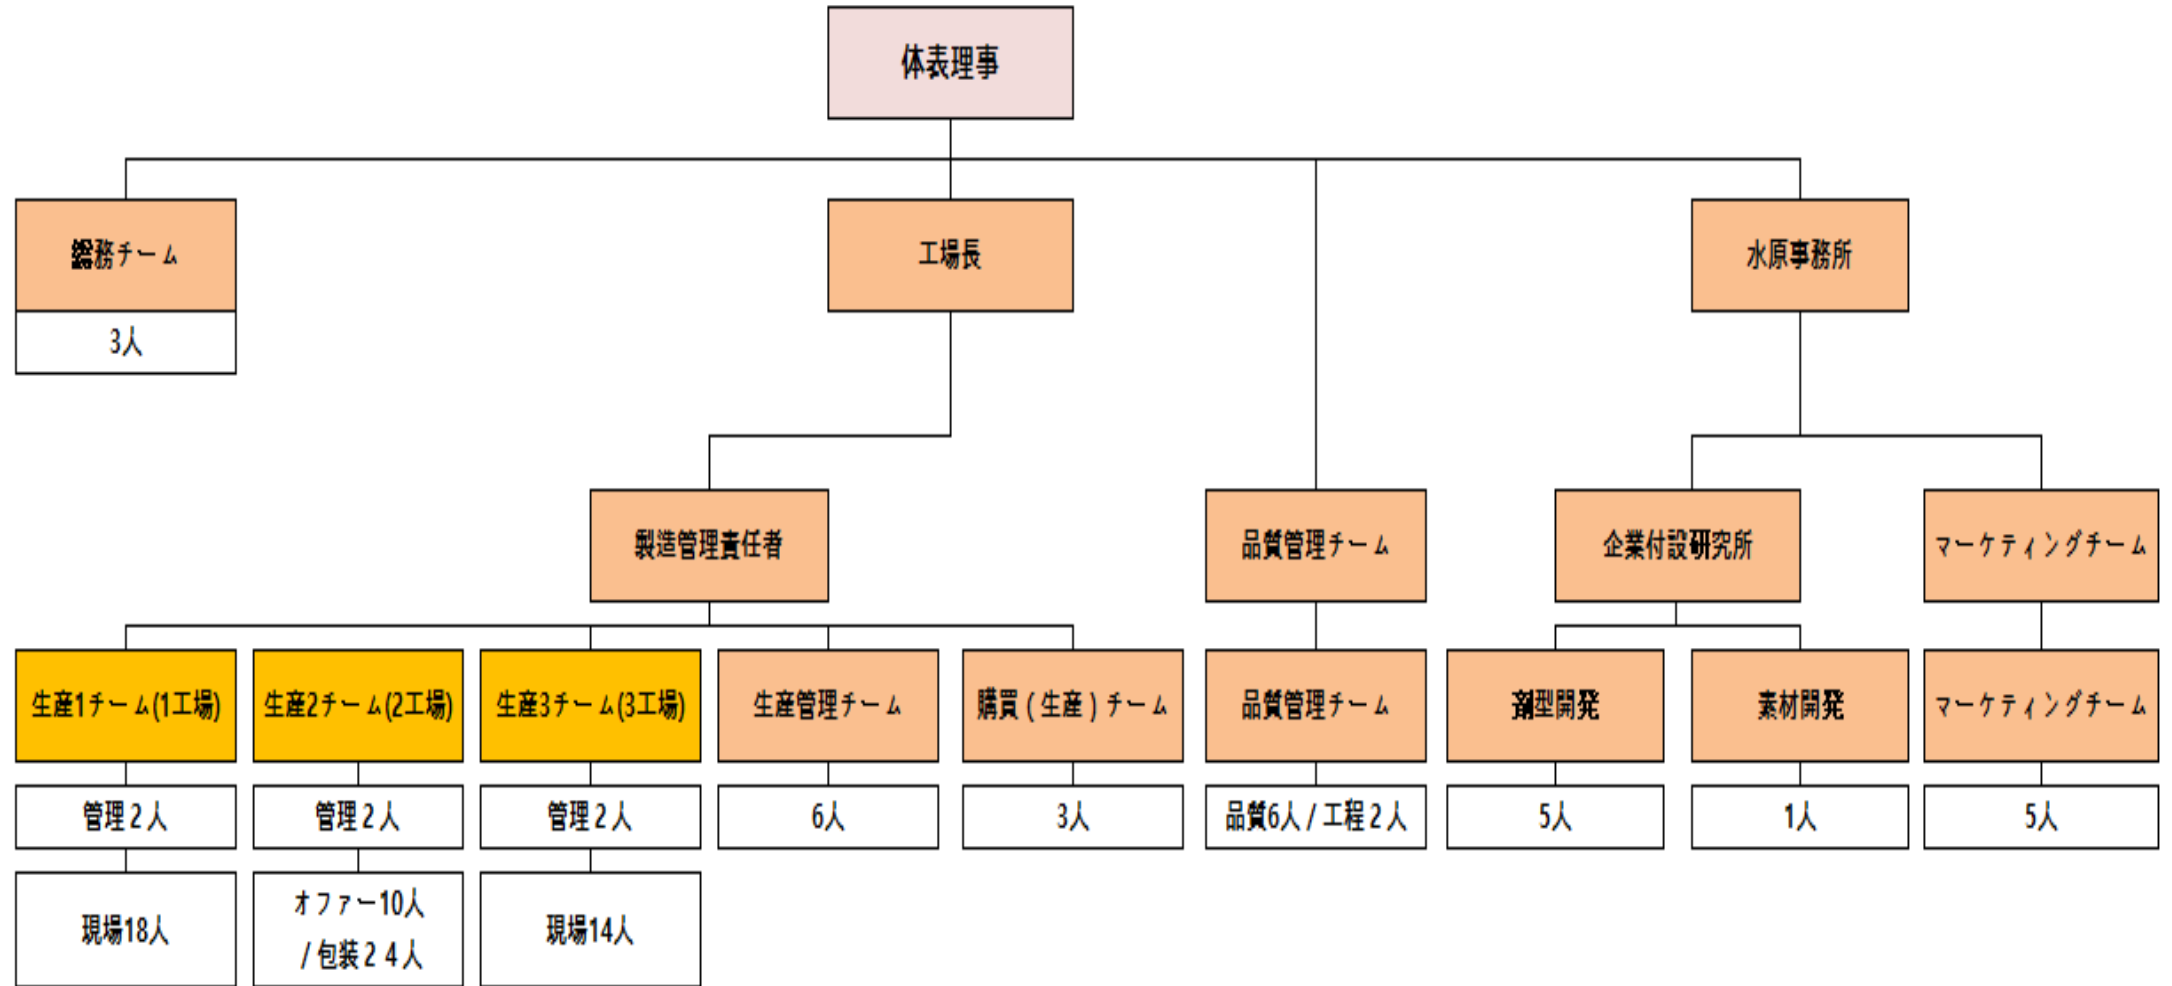 体表理事
総務チーム
工場長
水原事務所
3人
製造管理責任者
品質管理チーム
企業付設研究所
マーケティングチーム
生産1チーム(1工場)
生産2チーム(2工場)
生産3チーム(3工場)
生産管理チーム
購買 ( 生産 ) チーム
品質管理チーム
剤型開発
素材開発
マーケティングチーム
管理２人
管理２人
管理２人
6人
3人
品質6人 / 工程２人
5人
1人
5人
現場18人
オファー10人
/ 包装２４人
現場14人